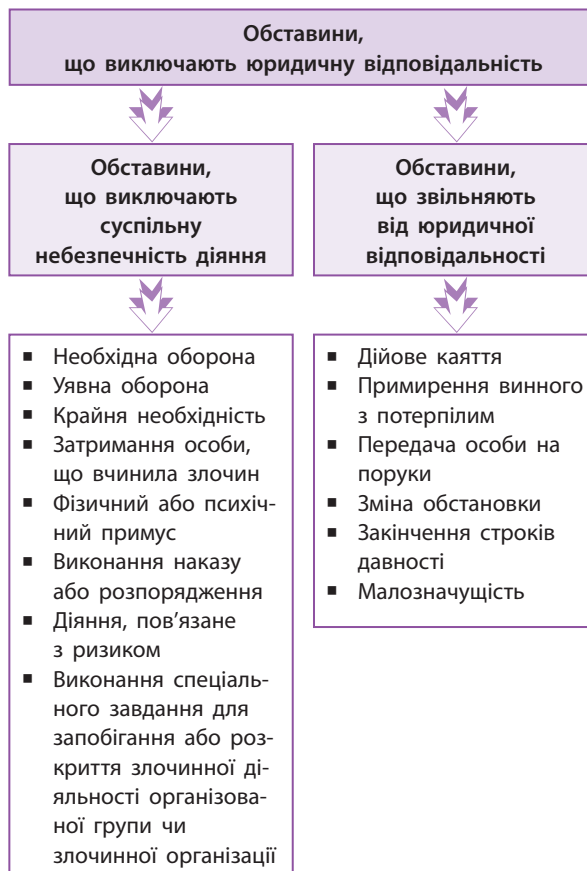 Обставини,
що виключають юридичну відповідальність
Обставини,
що виключають
суспільну
небезпечність діяння
Обставини,
що звільняють
від юридичної
відповідальності
▪ Необхідна оборона
▪ Уявна оборона
▪ Крайня необхідність
▪ Затримання особи,
що вчинила злочин
▪ Фізичний або психіч-
ний примус
▪ Виконання наказу
або розпорядження
▪ Діяння, пов’язане
з ризиком
▪ Виконання спеціаль-
ного завдання для
запобігання або роз-
криття злочинної ді-
яльності організова-
ної групи чи
злочинної організації
▪ Дійове каяття
▪ Примирення винного
з потерпілим
▪ Передача особи на
поруки
▪ Зміна обстановки
▪ Закінчення строків
давності
▪ Малозначущість